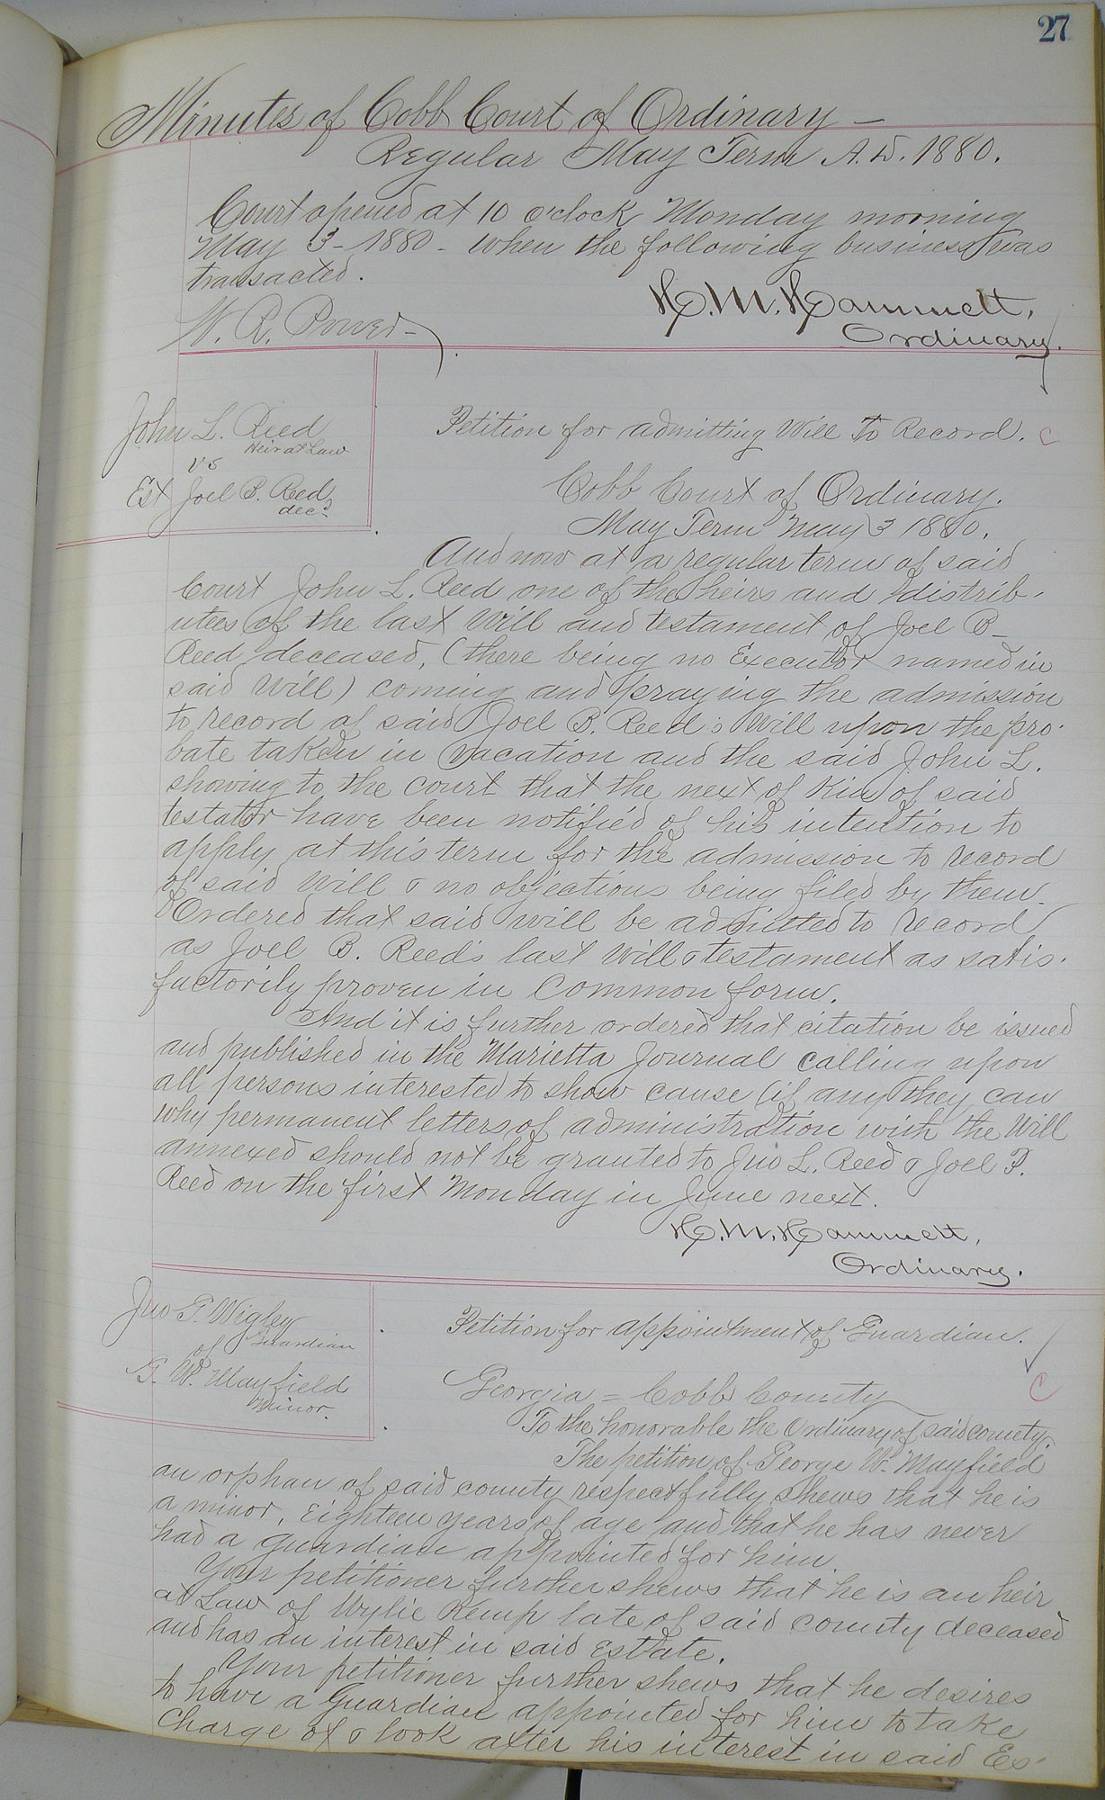 27
Minutes of Cobb Court of Ordinary —
Regular May Term A.D. 1880.
Court opened at 10 o'clock Monday morning
May 3 - 1880 - when the following business was
transacted.
H. M. Hammett,
W. R. Power -
Ordinary.
John L. Reed
Heir at Law
vs
Est Joel B. Reed,
dec'd
Petition for admitting Will to Record. C
Cobb Court of Ordinary.
May Term May 3 1880.
And now at a regular term of said
Court John L. Reed one of the heirs and distrib-
utees of the last Will and testament of Joel B-
Reed, deceased, (there being no Executor named in
said Will) coming and praying the admission
to record of said Joel B. Reed's Will upon the pro-
bate taken in vacation and the said John L.
showing to the court that the next of Kin of said
testator have been notified of his intention to
apply at this term for the admission to record
of said Will & no objections being filed by them.
Ordered that said will be admitted to record
as Joel B. Reed's last Will & testament as satis-
factorily proven in Common form.
And it is further ordered that citation be issued
and published in the Marietta Journal calling upon
all persons interested to show cause (if any they can
why permanent letters of administration with the Will
annexed should not be granted to Jno L. Reed & Joel P.
Reed on the first Monday in June next.
H. M. Hammett,
Ordinary.
Jno T. Wigley
Guardian
of
G. W. Mayfield
Minor.
Petition for appointment of Guardian.
C
Georgia = Cobb County
To the honorable the Ordinary of said county.
The petition of George W. Mayfield
an orphan of said county respectfully shews that he is
a minor, Eighteen years of age and that he has never
had a guardian appointed for him.
Your petitioner further shews that he is an heir
at Law of Wylie Kemp late of said county deceased
and has an interest in said Estate.
Your petitioner further shews that he desires
to have a Guardian appointed for him to take
charge of & look after his interest in said Es-